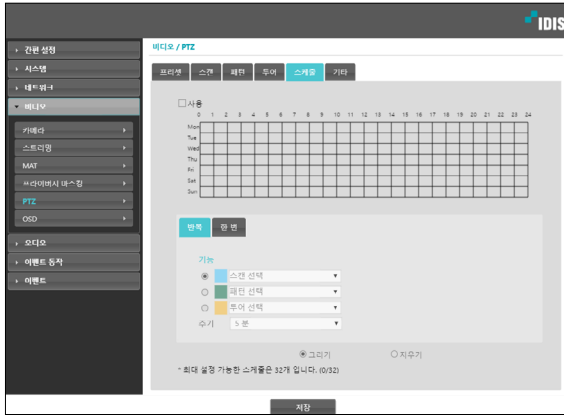 IDIS
간편 설정
시스템
네트워크
비디오
카메라
스트리밍
MAT
프라이버시 마스킹
PTZ
OSD
오디오
이벤트 동작
이벤트
비디오 / PTZ
프리셋 스캔 패턴 투어 스케줄 기타
사용
0 1 2 3 4 5 6 7 8 9 10 11 12 13 14 15 16 17 18 19 20 21 22 23 24
Mon
Tue
Wed
Thu
Fri
Sat
Sun
반복 한 번
기능
스캔 선택
패턴 선택
투어 선택
주기 5 분
그리기 지우기
* 최대 설정 가능한 스케줄은 32개 입니다. (0/32)
저장